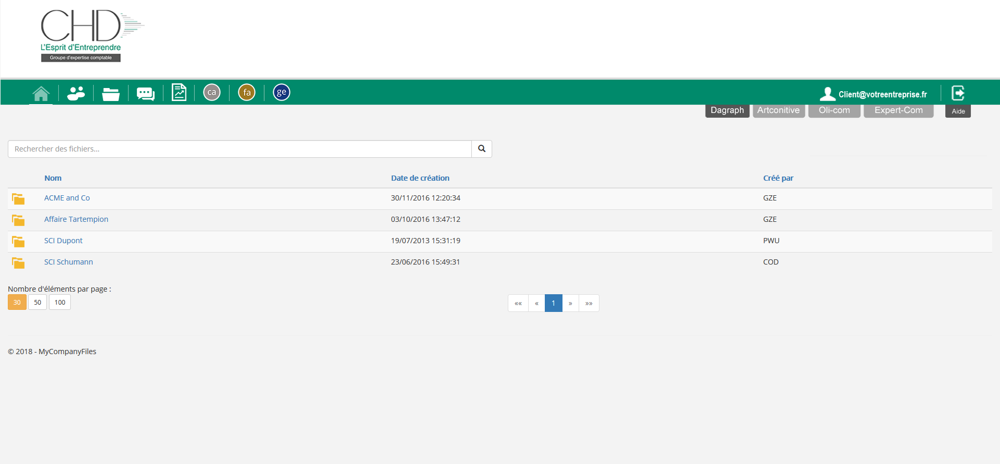 CHD
L'Esprit d'Entreprendre
Groupe d'expertise comptable
ca fa ge Client@votreentreprise.fr
Dagraph Artconitive Oli-com Expert-Com Aide
Rechercher des fichiers...
Nom Date de création Créé par
ACME and Co 30/11/2016 12:20:34 GZE
Affaire Tartempion 03/10/2016 13:47:12 GZE
SCI Dupont 19/07/2013 15:31:19 PWU
SCI Schumann 23/06/2016 15:49:31 COD
Nombre d'éléments par page :
30 50 100 «« « 1 » »»
© 2018 - MyCompanyFiles